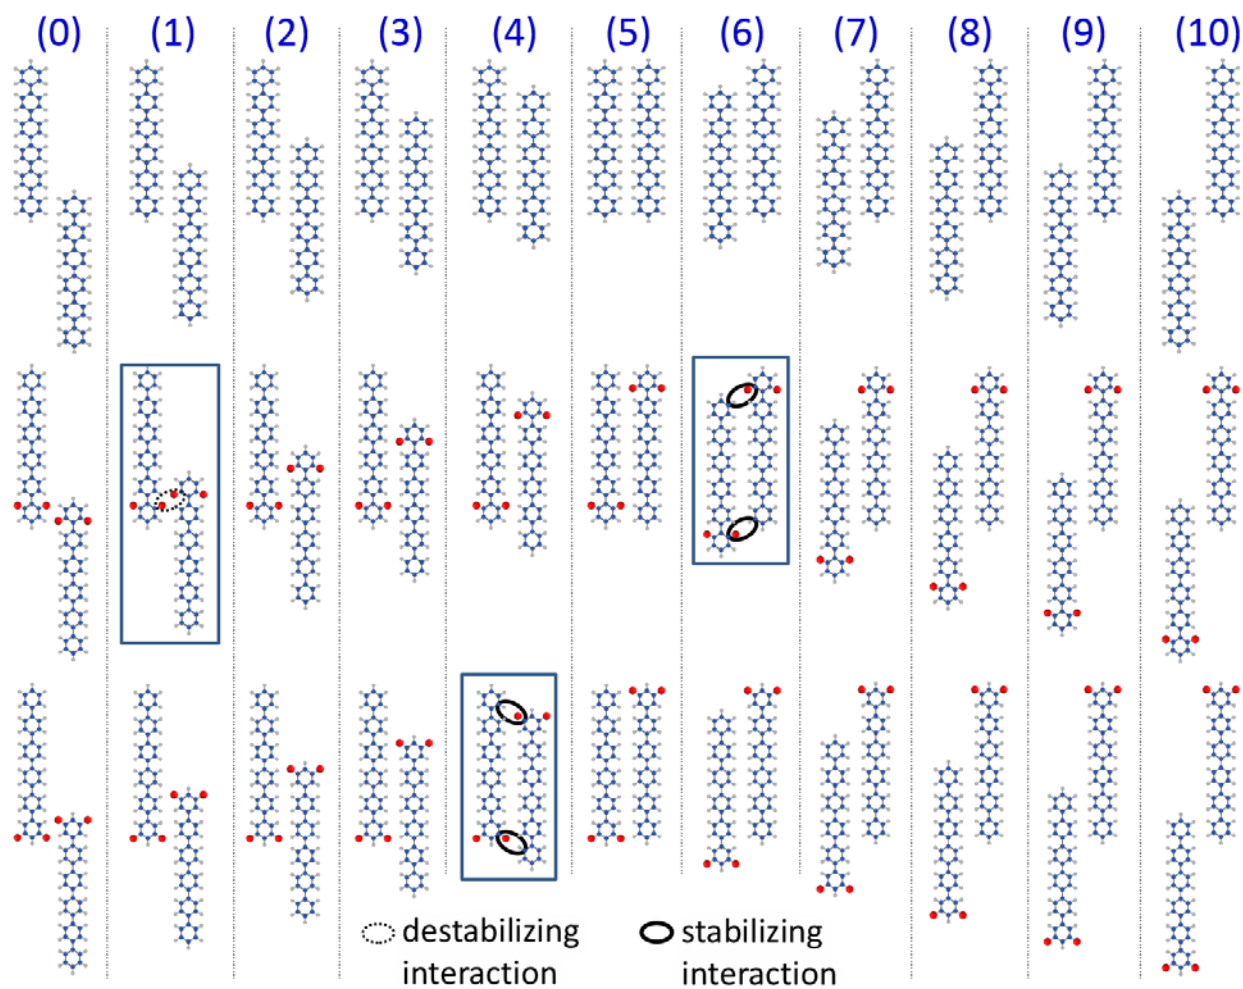 (0) (1) (2) (3) (4) (5) (6) (7) (8) (9) (10)
destabilizing
interaction
stabilizing
interaction